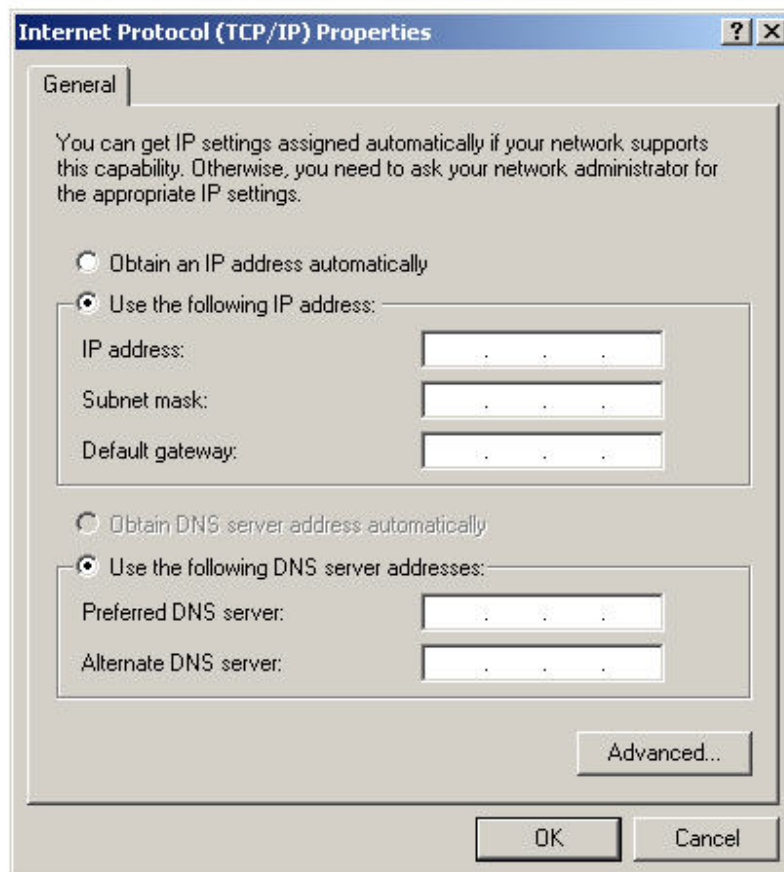 Internet Protocol (TCP/IP) Properties
General
You can get IP settings assigned automatically if your network supports
this capability. Otherwise, you need to ask your network administrator for
the appropriate IP settings.
Obtain an IP address automatically
Use the following IP address:
IP address: . . .
Subnet mask: . . .
Default gateway: . . .
Obtain DNS server address automatically
Use the following DNS server addresses:
Preferred DNS server: . . .
Alternate DNS server: . . .
Advanced...
OK Cancel